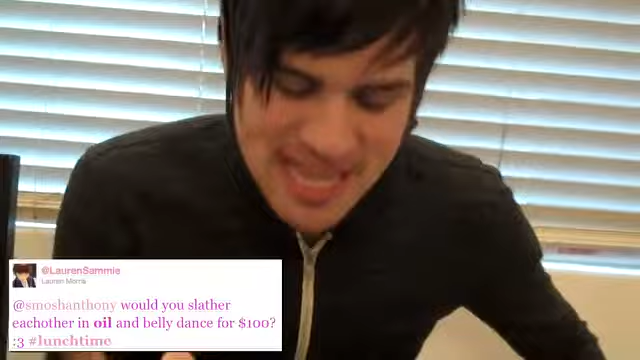 @LaurenSammie
Lauren Morris
@smoshanthony would you slather
eachother in oil and belly dance for $100?
:3 #lunchtime